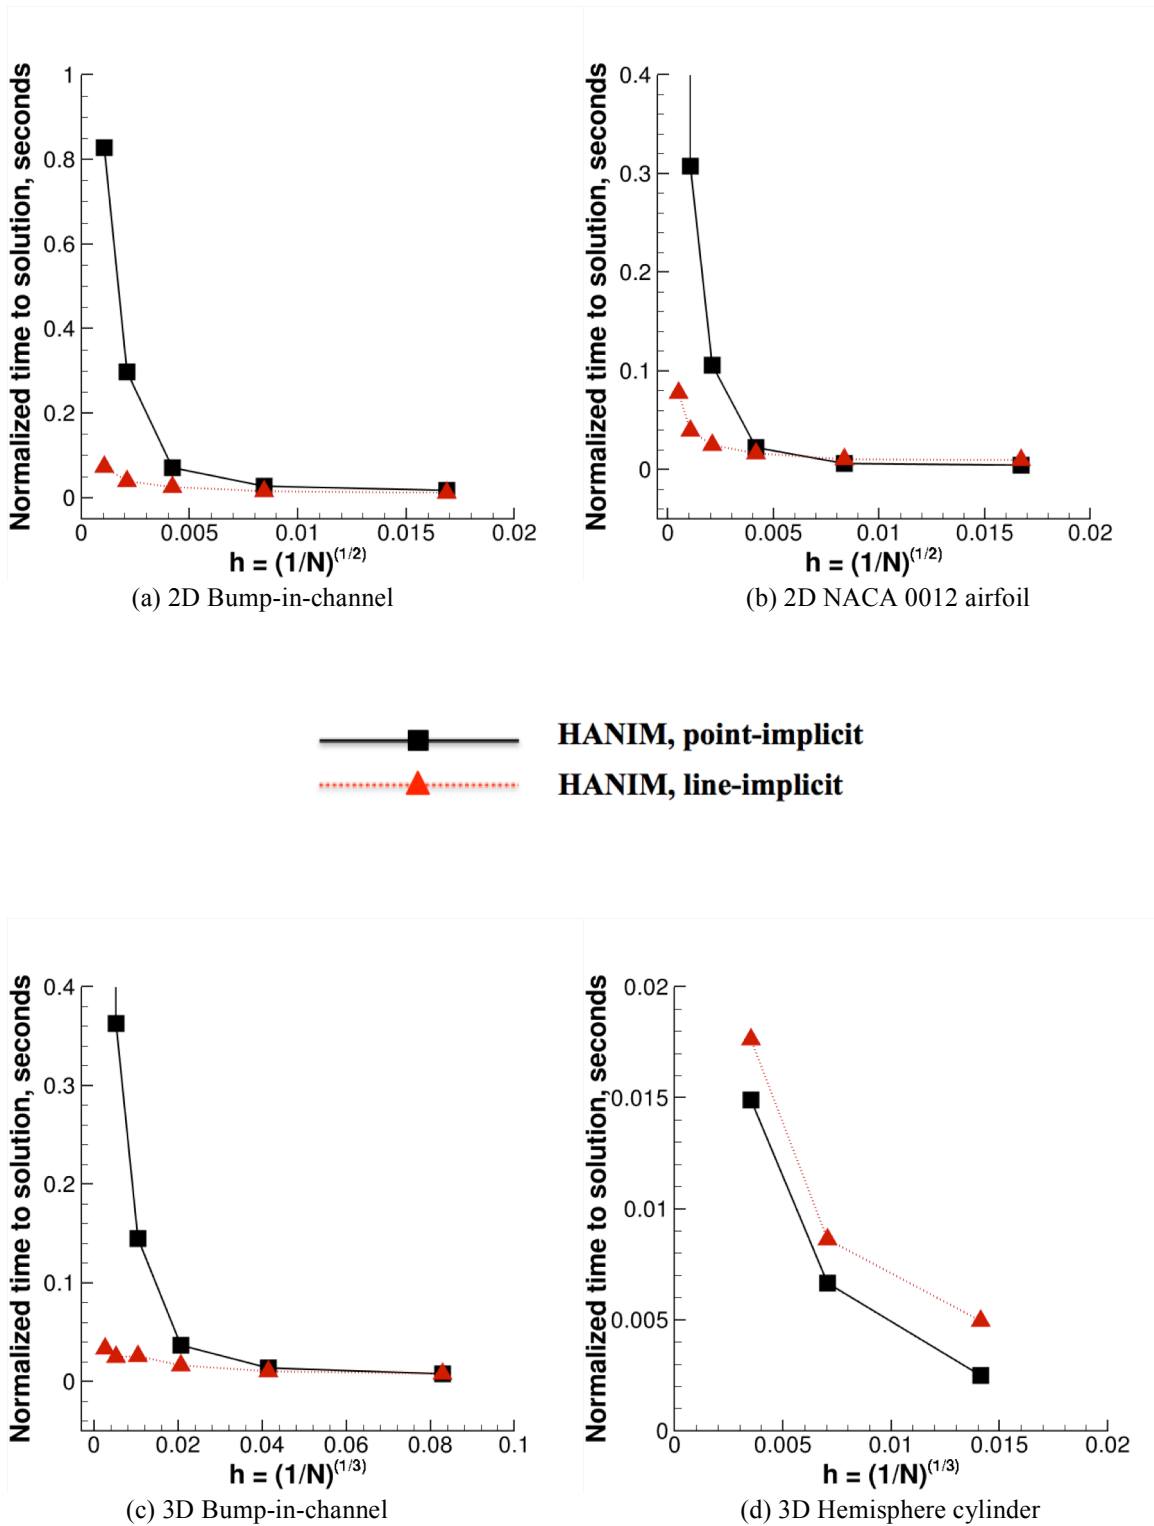 Normalized time to solution, seconds
1
0.8
0.6
0.4
0.2
0
0 0.005 0.01 0.015 0.02
h = (1/N)(1/2)
(a) 2D Bump-in-channel
Normalized time to solution, seconds
0.4
0.3
0.2
0.1
0
0 0.005 0.01 0.015 0.02
h = (1/N)(1/2)
(b) 2D NACA 0012 airfoil
HANIM, point-implicit
HANIM, line-implicit
Normalized time to solution, seconds
0.4
0.3
0.2
0.1
0
0 0.02 0.04 0.06 0.08 0.1
h = (1/N)(1/3)
(c) 3D Bump-in-channel
Normalized time to solution, seconds
0.02
0.015
0.01
0.005
0
0 0.005 0.01 0.015 0.02
h = (1/N)(1/3)
(d) 3D Hemisphere cylinder